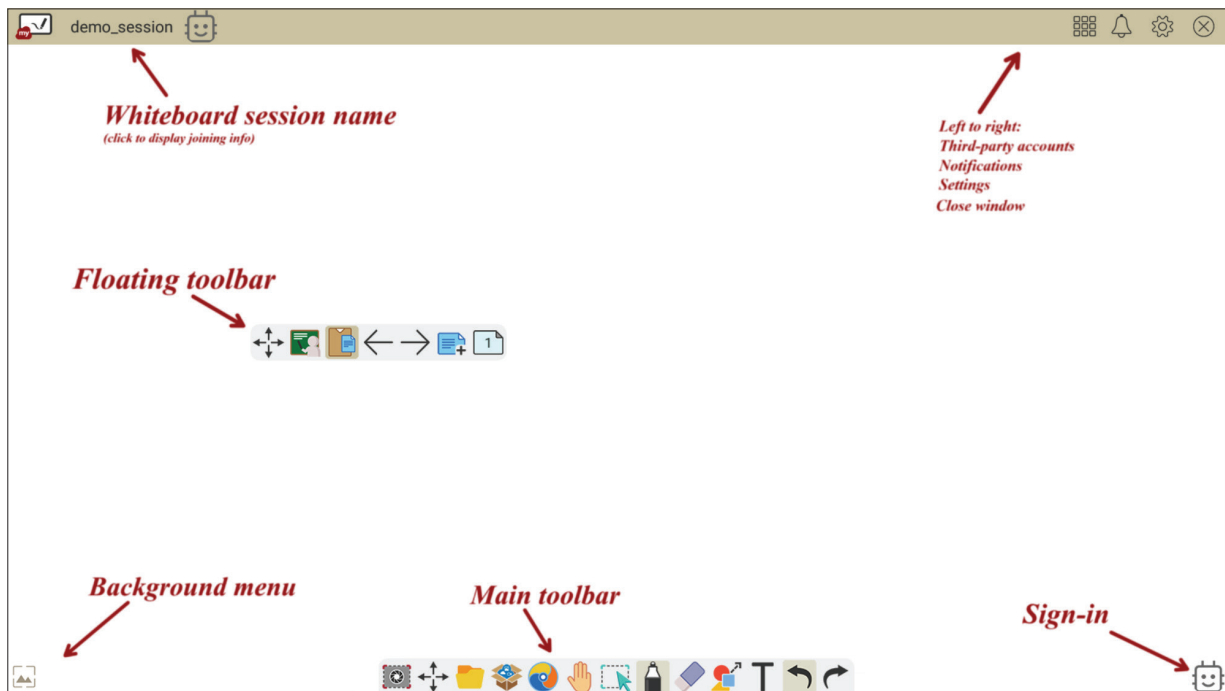 my
demo_session
Whiteboard session name
(click to display joining info)
Left to right:
Third-party accounts
Notifications
Settings
Close window
Floating toolbar
1
Background menu
Main toolbar
Sign-in
T